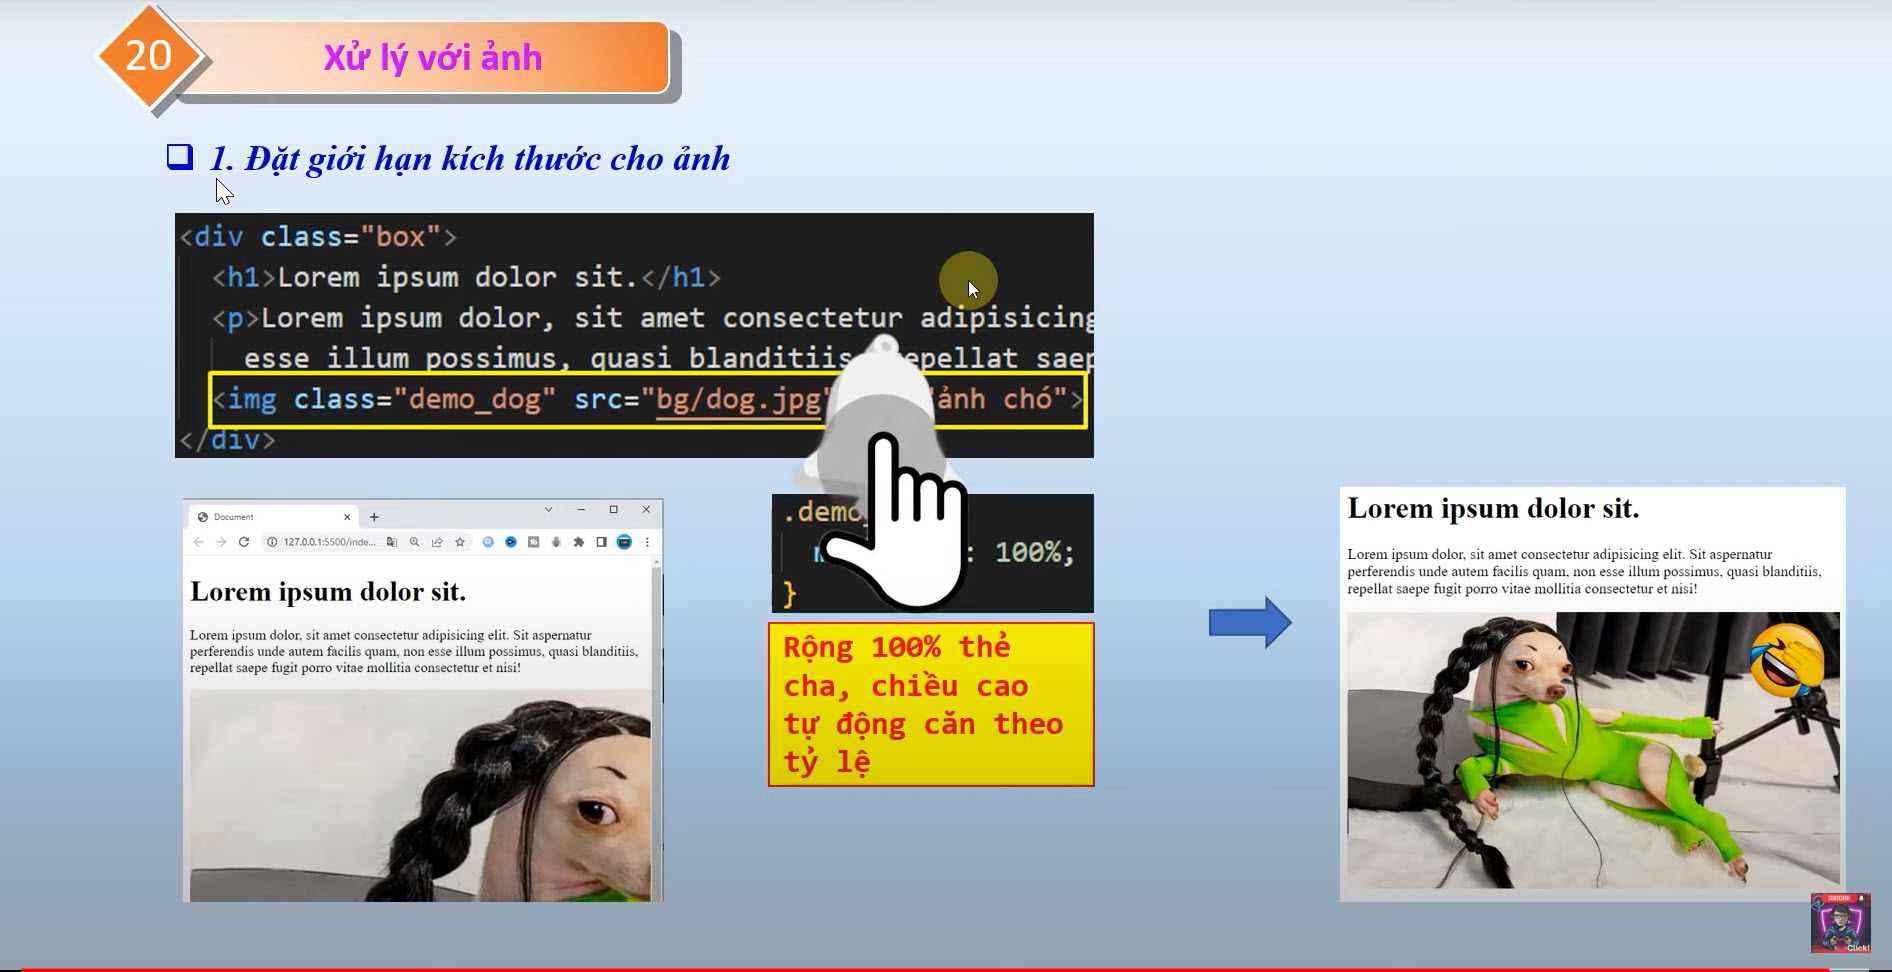 20
Xử lý với ảnh
1. Đặt giới hạn kích thước cho ảnh
<div class="box">
<h1>Lorem ipsum dolor sit.</h1>
<p>Lorem ipsum dolor, sit amet consectetur adipisicing
esse illum possimus, quasi blanditiis, repellat saep
<img class="demo_dog" src="bg/dog.jpg" "ảnh chó">
</div>
Document
127.0.0.1:5500/inde...
Lorem ipsum dolor sit.
Lorem ipsum dolor, sit amet consectetur adipisicing elit. Sit aspernatur
perferendis unde autem facilis quam, non esse illum possimus, quasi blanditiis,
repellat saepe fugit porro vitae mollitia consectetur et nisi!
.demo
: 100%;
}
Rộng 100% thẻ
cha, chiều cao
tự động căn theo
tỷ lệ
Lorem ipsum dolor sit.
Lorem ipsum dolor, sit amet consectetur adipisicing elit. Sit aspernatur
perferendis unde autem facilis quam, non esse illum possimus, quasi blanditiis,
repellat saepe fugit porro vitae mollitia consectetur et nisi!
SUBSCRIBE
Click!